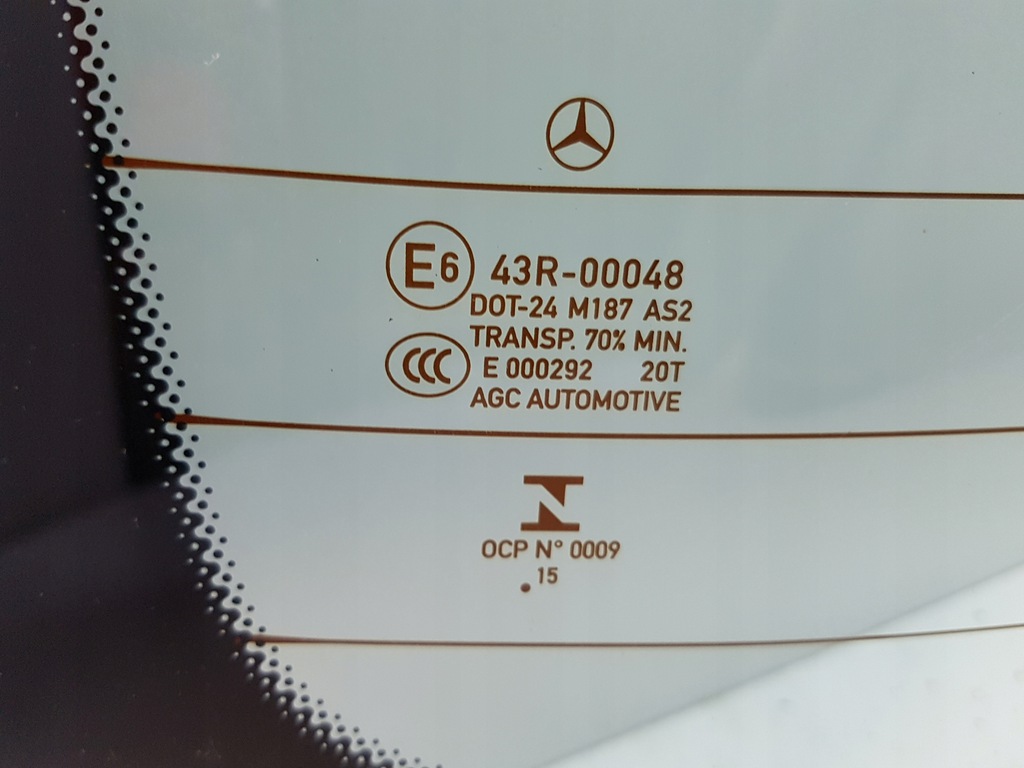 E6 43R-00048
DOT-24 M187 AS2
TRANSP. 70% MIN.
CCC E 000292 20T
AGC AUTOMOTIVE
N
OCP N° 0009
. 15